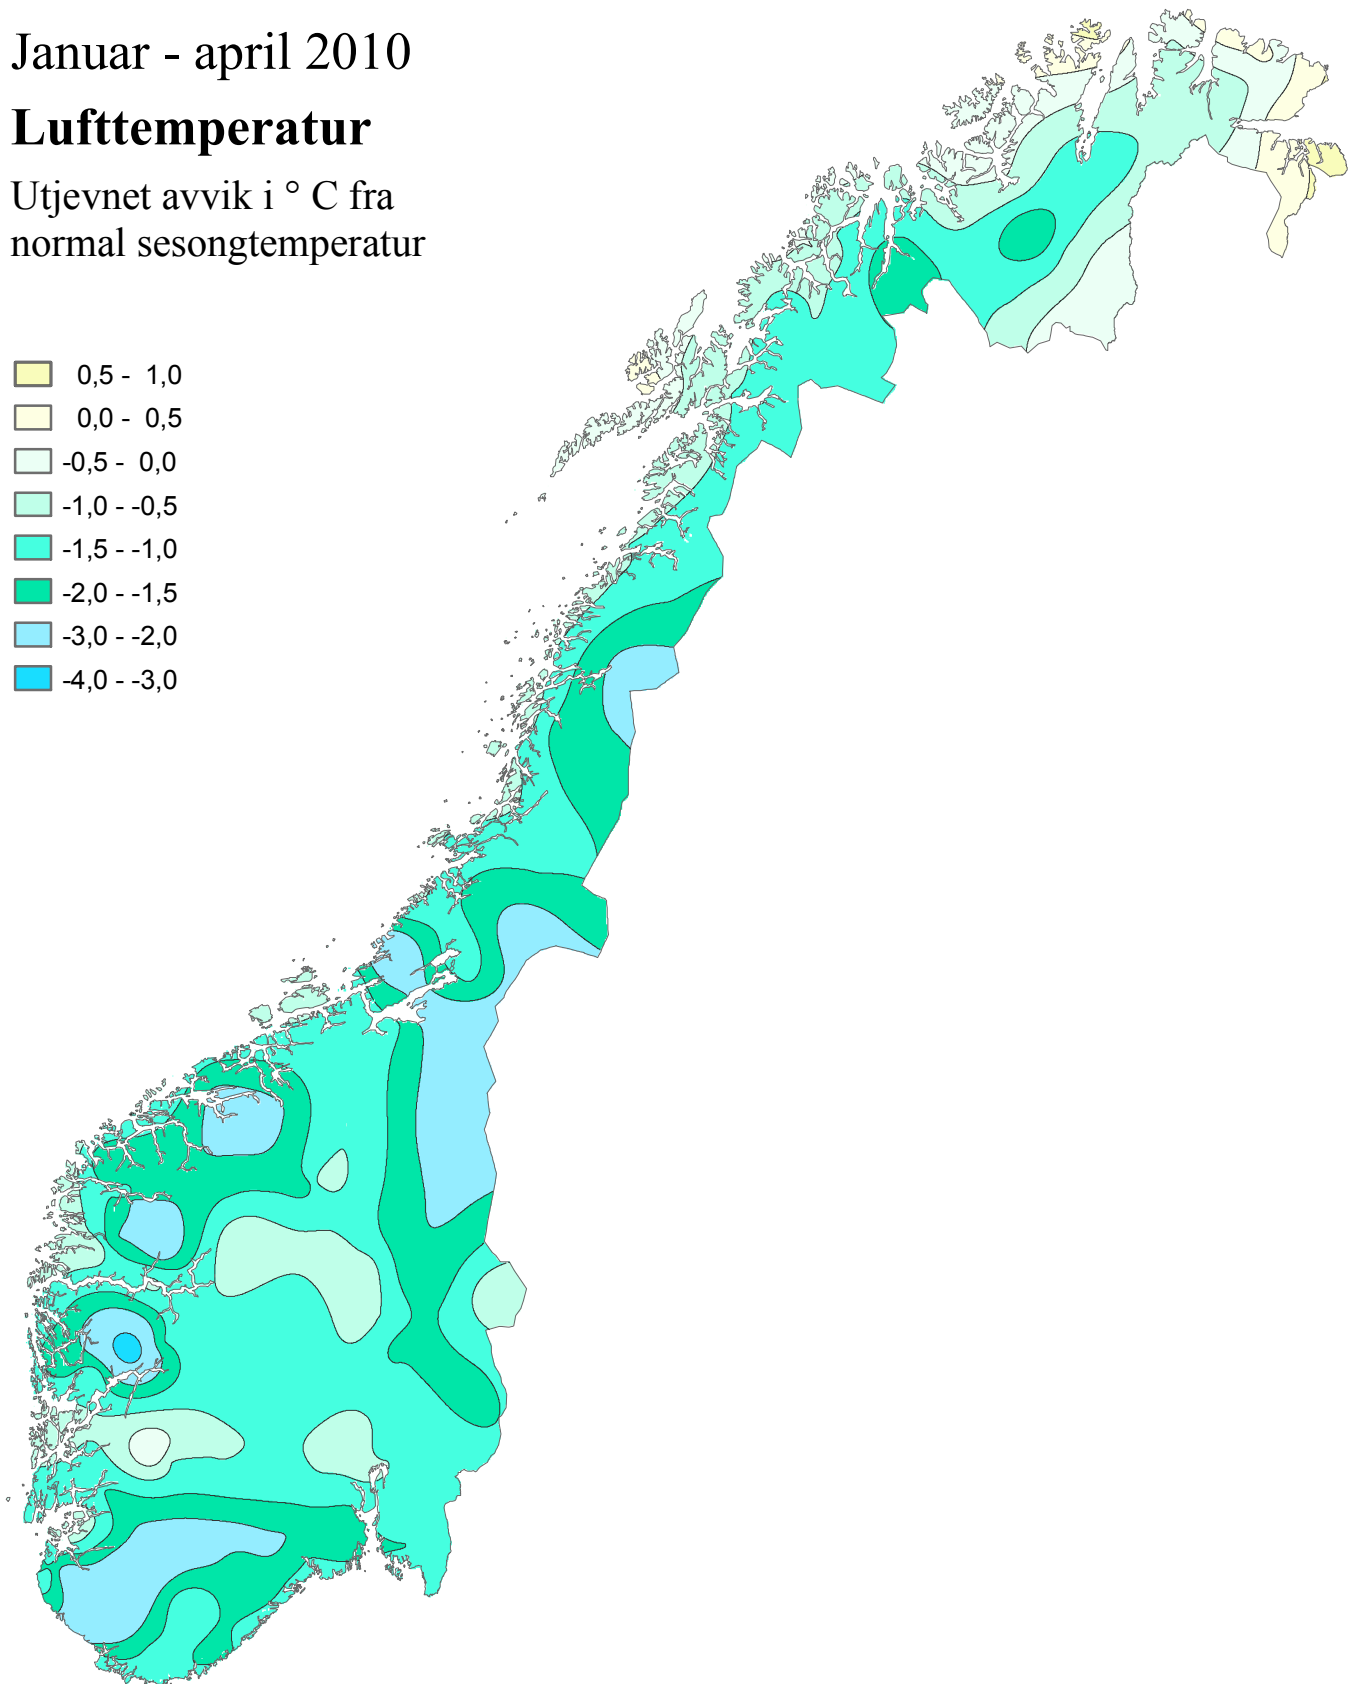 Januar - april 2010
Lufttemperatur
Utjevnet avvik i ° C fra
normal sesongtemperatur
0,5 - 1,0
0,0 - 0,5
-0,5 - 0,0
-1,0 - -0,5
-1,5 - -1,0
-2,0 - -1,5
-3,0 - -2,0
-4,0 - -3,0